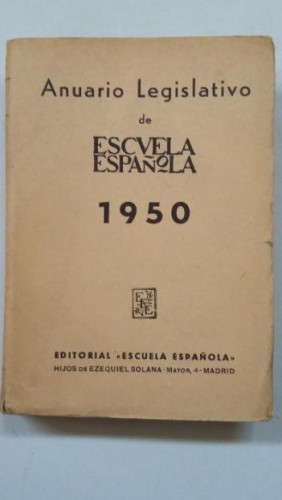 Anuario Legislativo
de
ESCVELA
ESPAÑOLA
1950
EDITORIAL «ESCUELA ESPAÑOLA»
HIJOS DE EZEQUIEL SOLANA - MAYOR, 4 - MADRID